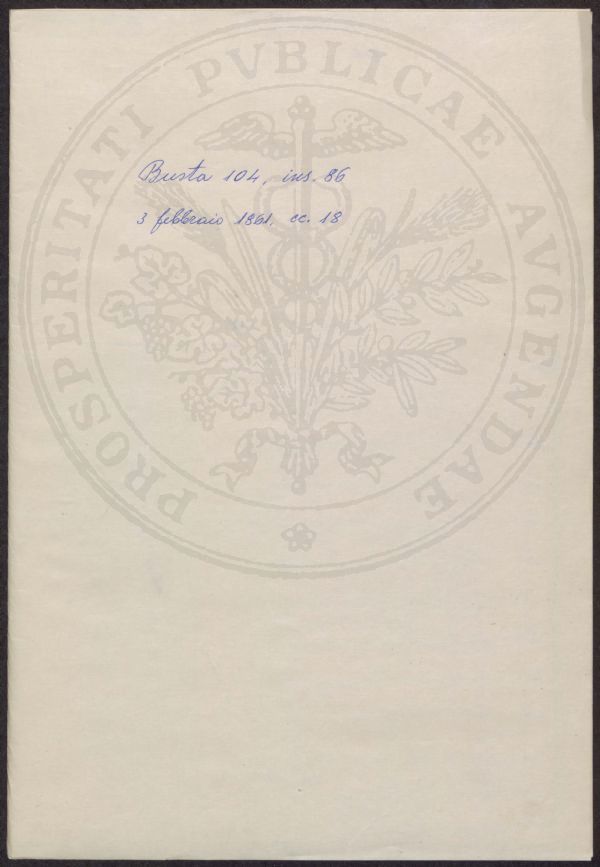 PROSPERITATI PVBLICAE AVGENDAE
Busta 104, ins. 86
3 febbraio 1861, cc. 18